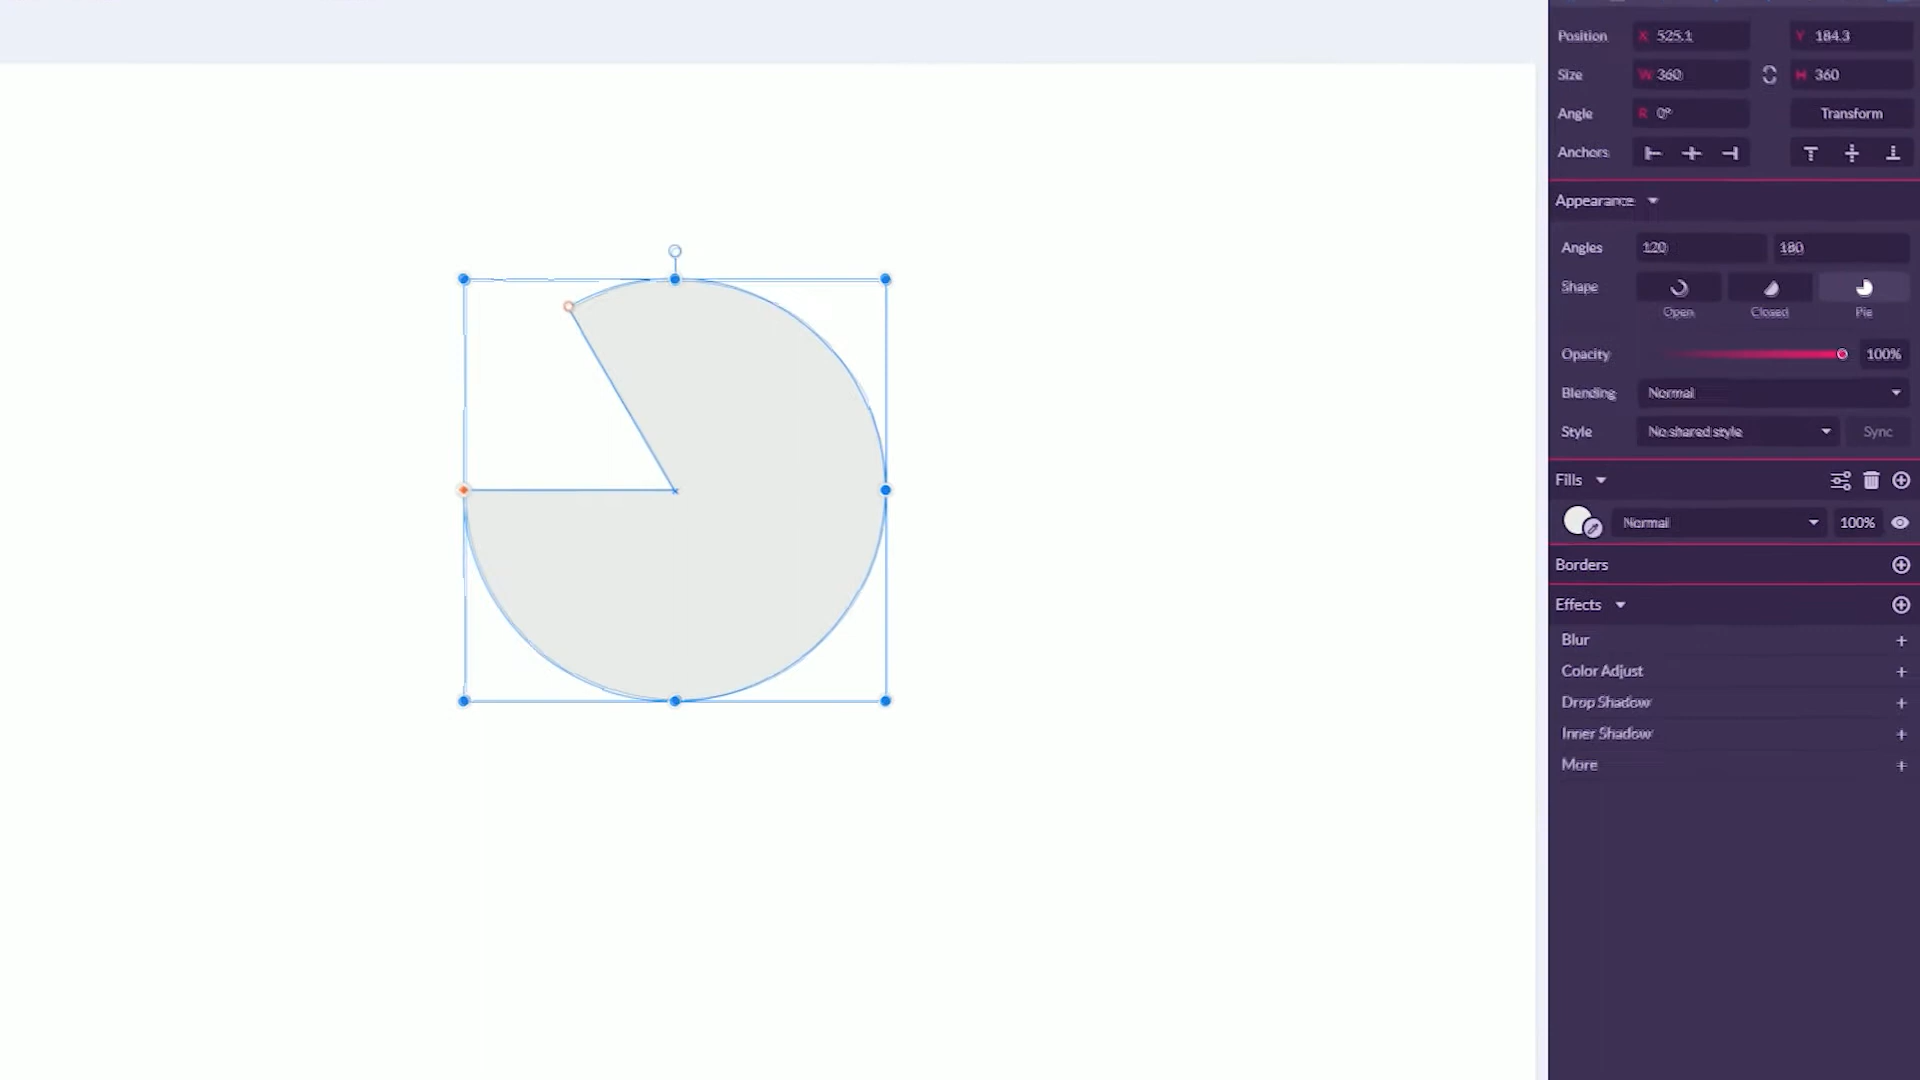 Position X 525.1 Y 184.3
Size W 360 H 360
Angle R 0° Transform
Anchors
Appearance
Angles 120 180
Shape
Open Closed Pie
Opacity 100%
Blending Normal
Style No shared style Sync
Fills
Normal 100%
Borders
Effects
Blur
Color Adjust
Drop Shadow
Inner Shadow
More